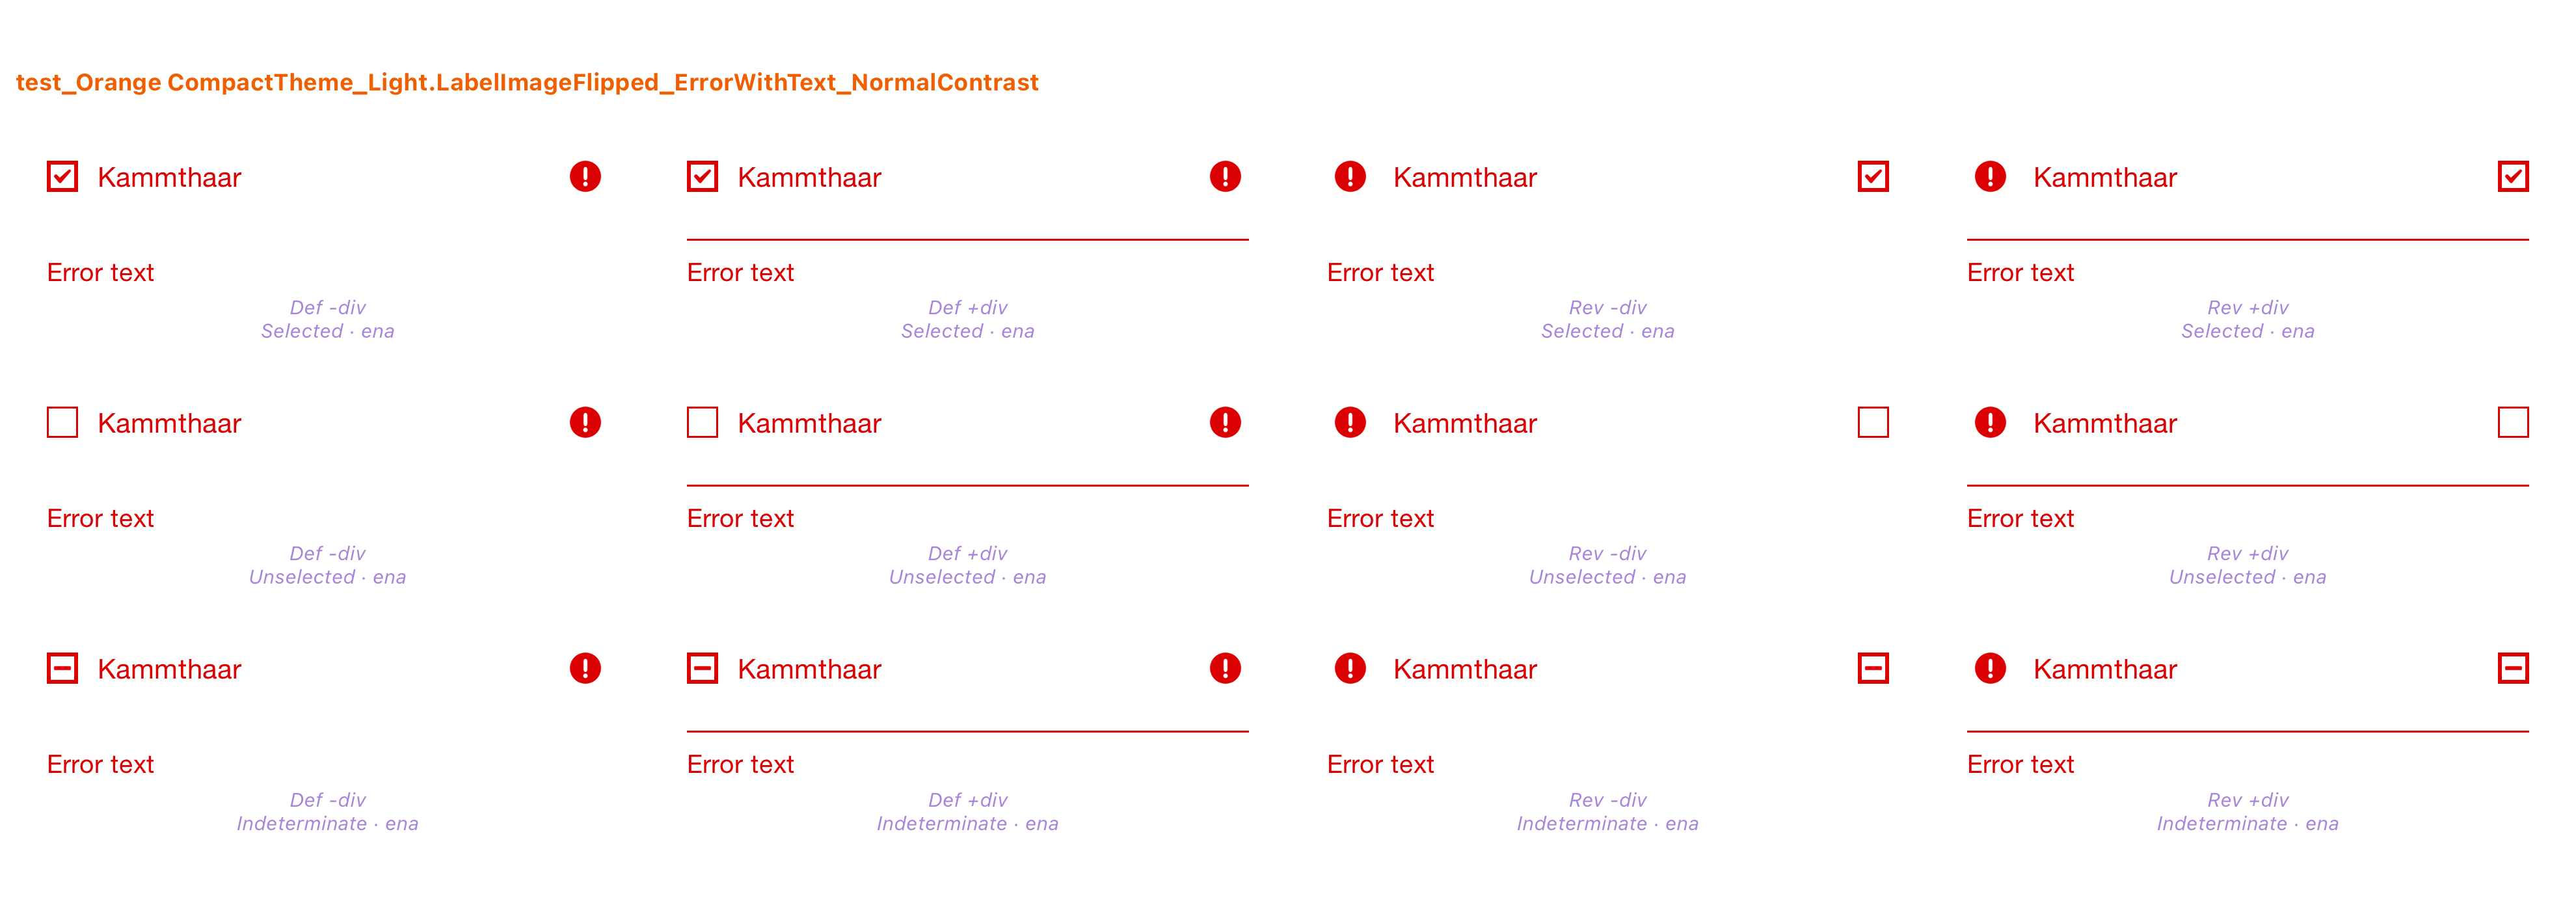 test_Orange CompactTheme_Light.LabelImageFlipped_ErrorWithText_NormalContrast
Kammthaar
Kammthaar
Kammthaar
Kammthaar
Error text
Error text
Error text
Error text
Def -div
Selected · ena
Def +div
Selected · ena
Rev -div
Selected · ena
Rev +div
Selected · ena
Kammthaar
Kammthaar
Kammthaar
Kammthaar
Error text
Error text
Error text
Error text
Def -div
Unselected · ena
Def +div
Unselected · ena
Rev -div
Unselected · ena
Rev +div
Unselected · ena
Kammthaar
Kammthaar
Kammthaar
Kammthaar
Error text
Error text
Error text
Error text
Def -div
Indeterminate · ena
Def +div
Indeterminate · ena
Rev -div
Indeterminate · ena
Rev +div
Indeterminate · ena